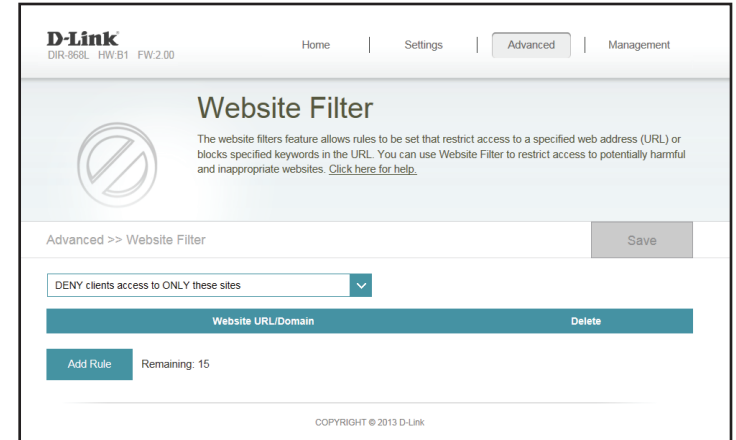 D-Link
DIR-868L HW:B1 FW:2.00
Home
Settings
Advanced
Management
Website Filter
The website filters feature allows rules to be set that restrict access to a specified web address (URL) or
blocks specified keywords in the URL. You can use Website Filter to restrict access to potentially harmful
and inappropriate websites. Click here for help.
Advanced >> Website Filter
Save
DENY clients access to ONLY these sites
Website URL/Domain
Delete
Add Rule
Remaining: 15
COPYRIGHT © 2013 D-Link